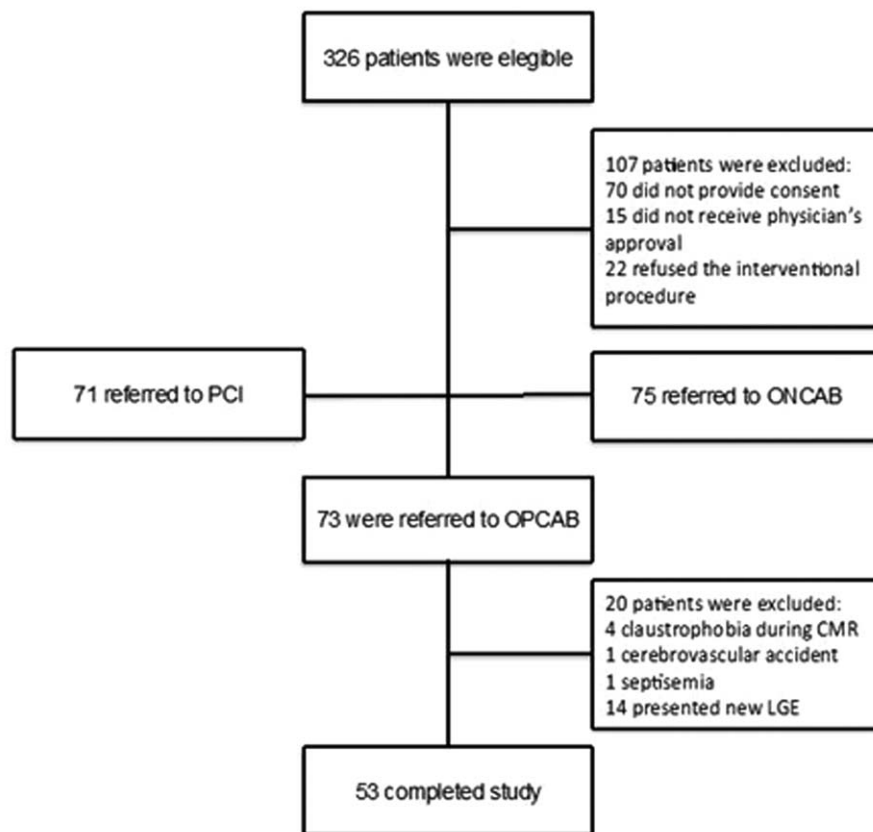 326 patients were elegible
107 patients were excluded:
70 did not provide consent
15 did not receive physician's
approval
22 refused the interventional
procedure
71 referred to PCI
75 referred to ONCAB
73 were referred to OPCAB
20 patients were excluded:
4 claustrophobia during CMR
1 cerebrovascular accident
1 septisemia
14 presented new LGE
53 completed study